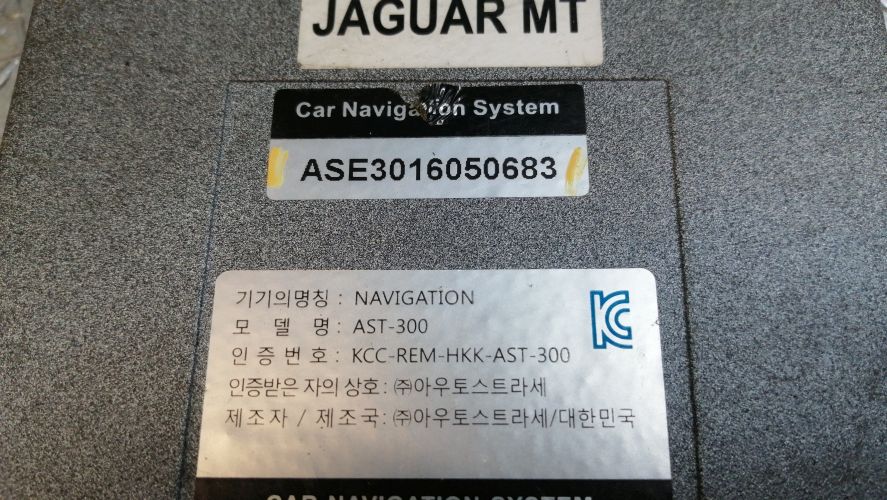 JAGUAR MT
Car Navigation System
ASE3016050683
기기의명칭 : NAVIGATION
모 델 명 : AST-300
인 증 번 호 : KCC-REM-HKK-AST-300
인증받은 자의 상호 : ㈜아우토스트라세
제조자 / 제조국 : ㈜아우토스트라세/대한민국
CAR NAVIGATION SYSTEM